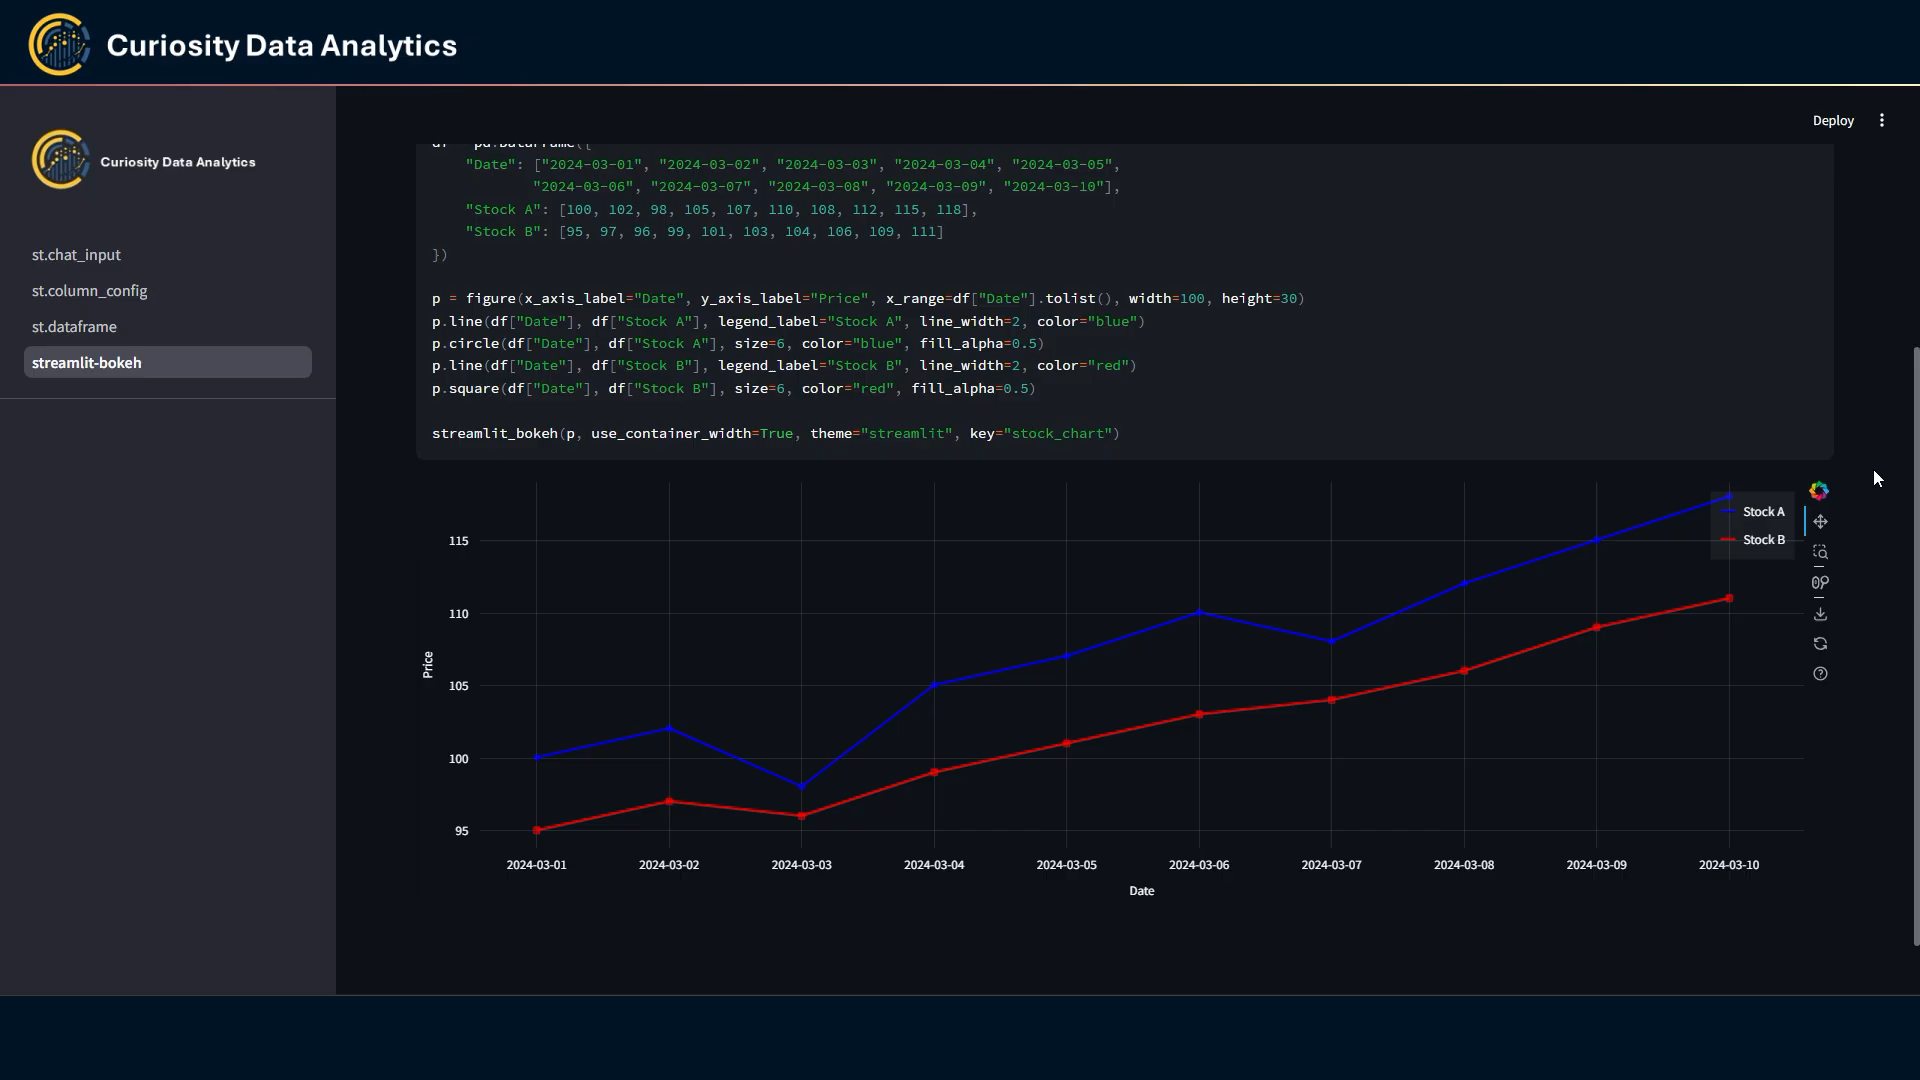 Curiosity Data Analytics
Deploy
Curiosity Data Analytics
st.chat_input
st.column_config
st.dataframe
streamlit-bokeh
df = pd.DataFrame({
"Date": ["2024-03-01", "2024-03-02", "2024-03-03", "2024-03-04", "2024-03-05",
"2024-03-06", "2024-03-07", "2024-03-08", "2024-03-09", "2024-03-10"],
"Stock A": [100, 102, 98, 105, 107, 110, 108, 112, 115, 118],
"Stock B": [95, 97, 96, 99, 101, 103, 104, 106, 109, 111]
})
p = figure(x_axis_label="Date", y_axis_label="Price", x_range=df["Date"].tolist(), width=100, height=30)
p.line(df["Date"], df["Stock A"], legend_label="Stock A", line_width=2, color="blue")
p.circle(df["Date"], df["Stock A"], size=6, color="blue", fill_alpha=0.5)
p.line(df["Date"], df["Stock B"], legend_label="Stock B", line_width=2, color="red")
p.square(df["Date"], df["Stock B"], size=6, color="red", fill_alpha=0.5)
streamlit_bokeh(p, use_container_width=True, theme="streamlit", key="stock_chart")
Stock A
Stock B
115
110
105
100
95
Price
2024-03-01 2024-03-02 2024-03-03 2024-03-04 2024-03-05 2024-03-06 2024-03-07 2024-03-08 2024-03-09 2024-03-10
Date